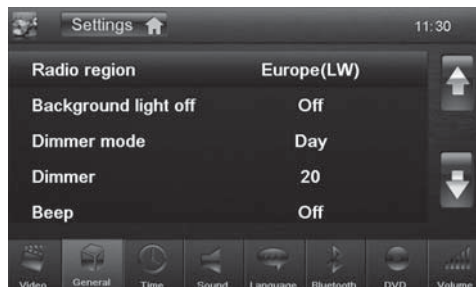 Settings 11:30
Radio region Europe(LW)
Background light off Off
Dimmer mode Day
Dimmer 20
Beep Off
Video General Time Sound Language Bluetooth DVD Volume